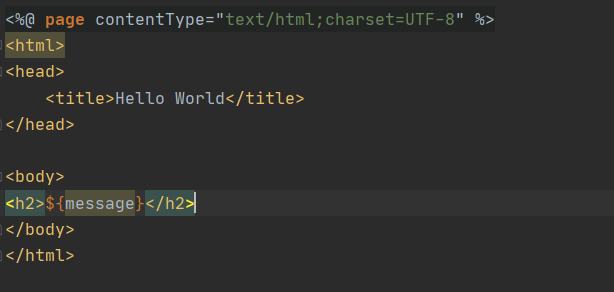 <%@ page contentType="text/html;charset=UTF-8" %>
<html>
<head>
    <title>Hello World</title>
</head>

<body>
<h2>${message}</h2>
</body>
</html>